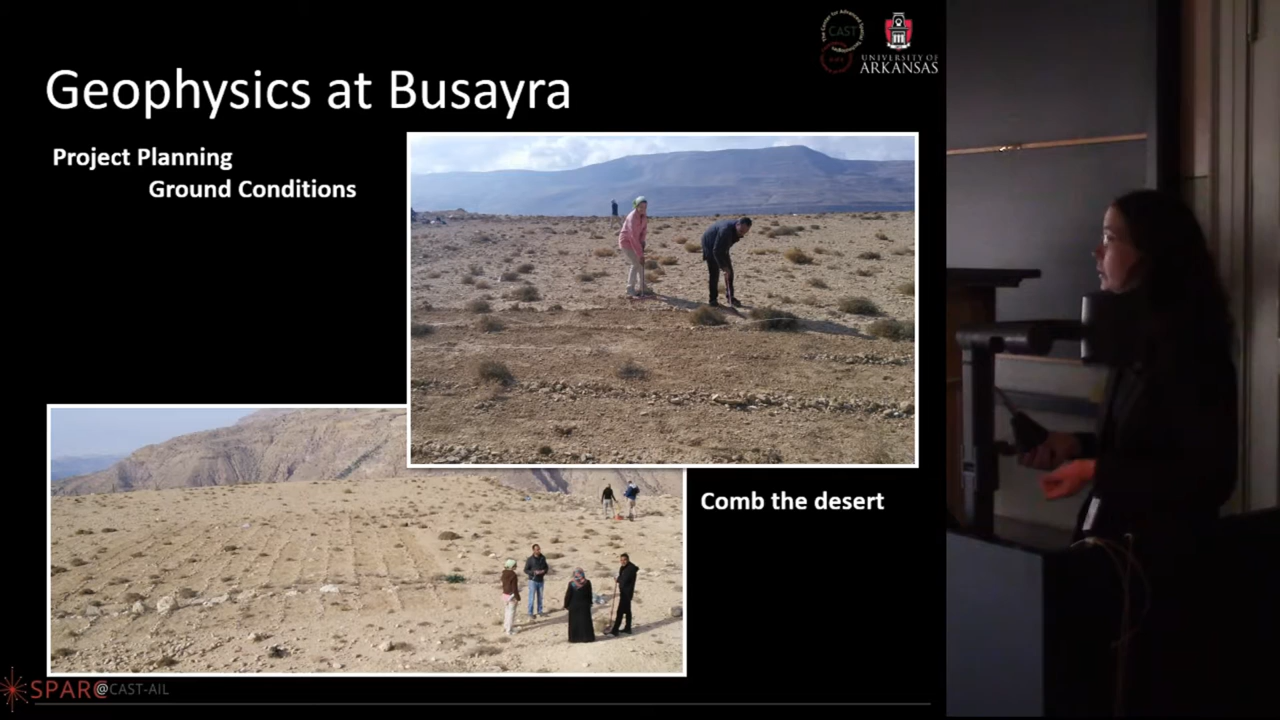 CAST
UNIVERSITY OF
ARKANSAS
Geophysics at Busayra
Project Planning
Ground Conditions
Comb the desert
SPARC@CAST-AIL